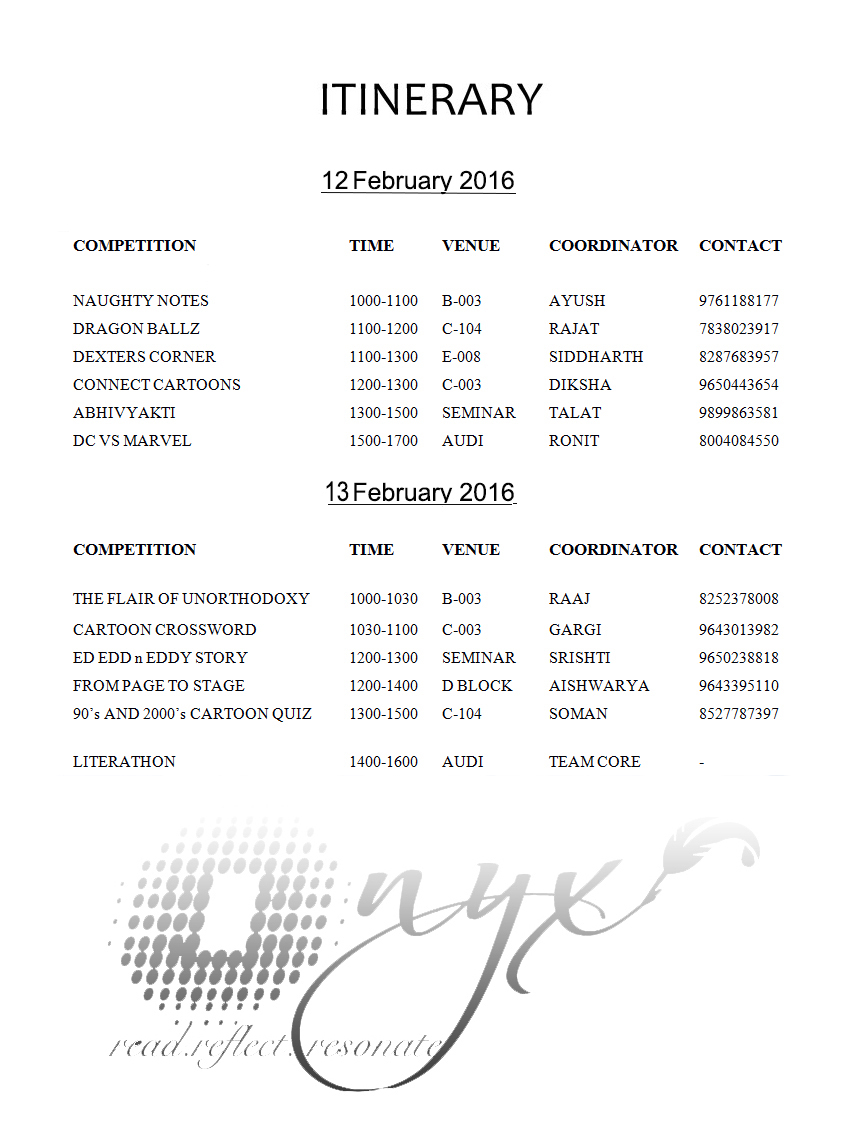 ITINERARY
12 February 2016
COMPETITION TIME VENUE COORDINATOR CONTACT
NAUGHTY NOTES 1000-1100 B-003 AYUSH 9761188177
DRAGON BALLZ 1100-1200 C-104 RAJAT 7838023917
DEXTERS CORNER 1100-1300 E-008 SIDDHARTH 8287683957
CONNECT CARTOONS 1200-1300 C-003 DIKSHA 9650443654
ABHIVYAKTI 1300-1500 SEMINAR TALAT 9899863581
DC VS MARVEL 1500-1700 AUDI RONIT 8004084550
13 February 2016
COMPETITION TIME VENUE COORDINATOR CONTACT
THE FLAIR OF UNORTHODOXY 1000-1030 B-003 RAAJ 8252378008
CARTOON CROSSWORD 1030-1100 C-003 GARGI 9643013982
ED EDD n EDDY STORY 1200-1300 SEMINAR SRISHTI 9650238818
FROM PAGE TO STAGE 1200-1400 D BLOCK AISHWARYA 9643395110
90’s AND 2000’s CARTOON QUIZ 1300-1500 C-104 SOMAN 8527787397
LITERATHON 1400-1600 AUDI TEAM CORE -
Onyx
read.reflect.resonate